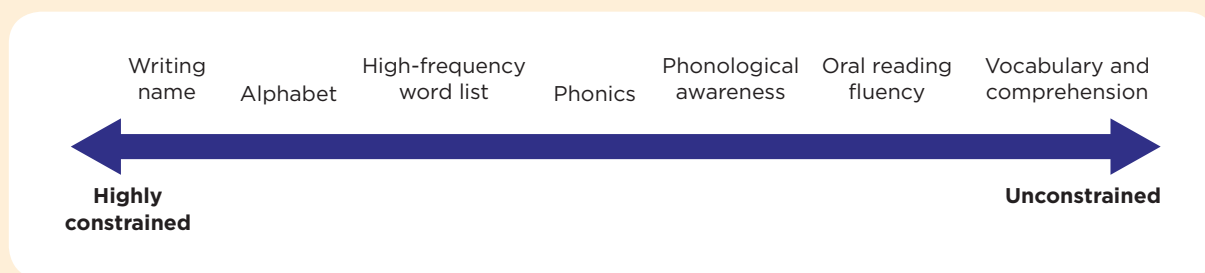 Writing
name
Alphabet
High-frequency
word list
Phonics
Phonological
awareness
Oral reading
fluency
Vocabulary and
comprehension
Highly
constrained
Unconstrained